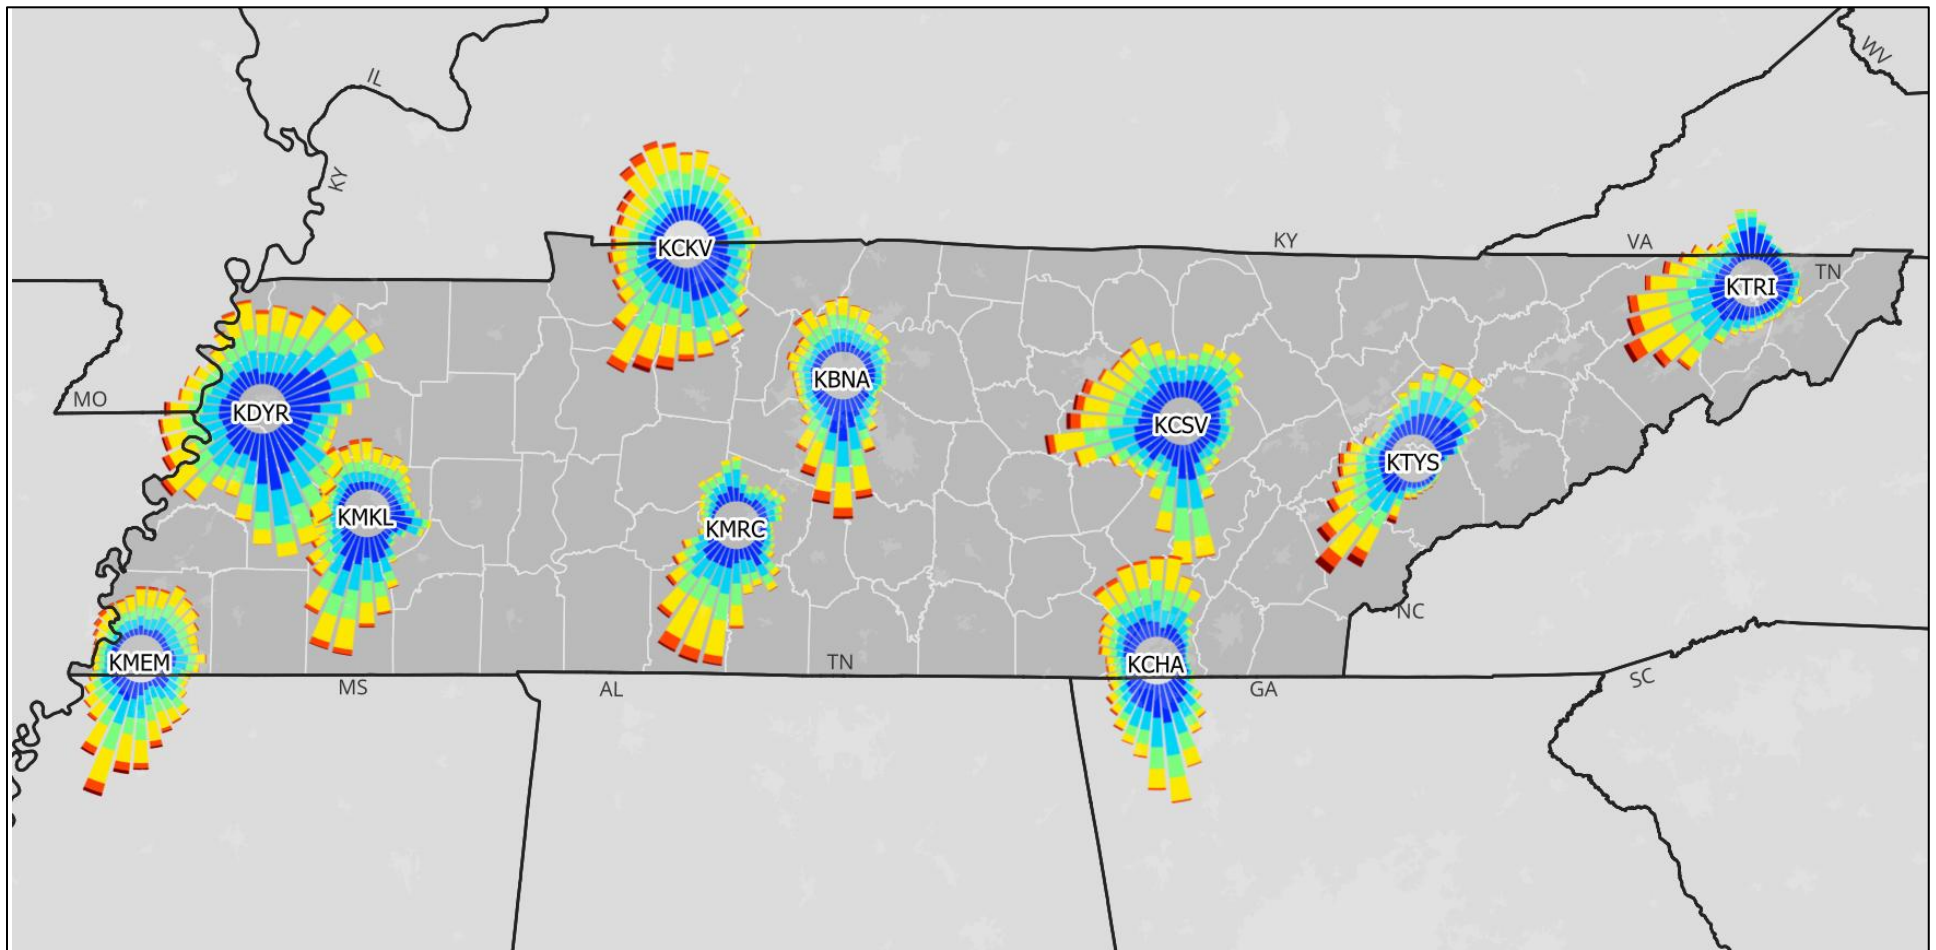 WV
IL
KY
KCKV
KY
VA
TN
KTRI
KBNA
MO
KDYR
KCSV
KTYS
KMKL
KMRC
NC
KMEM
KCHA
TN
MS
AL
GA
SC